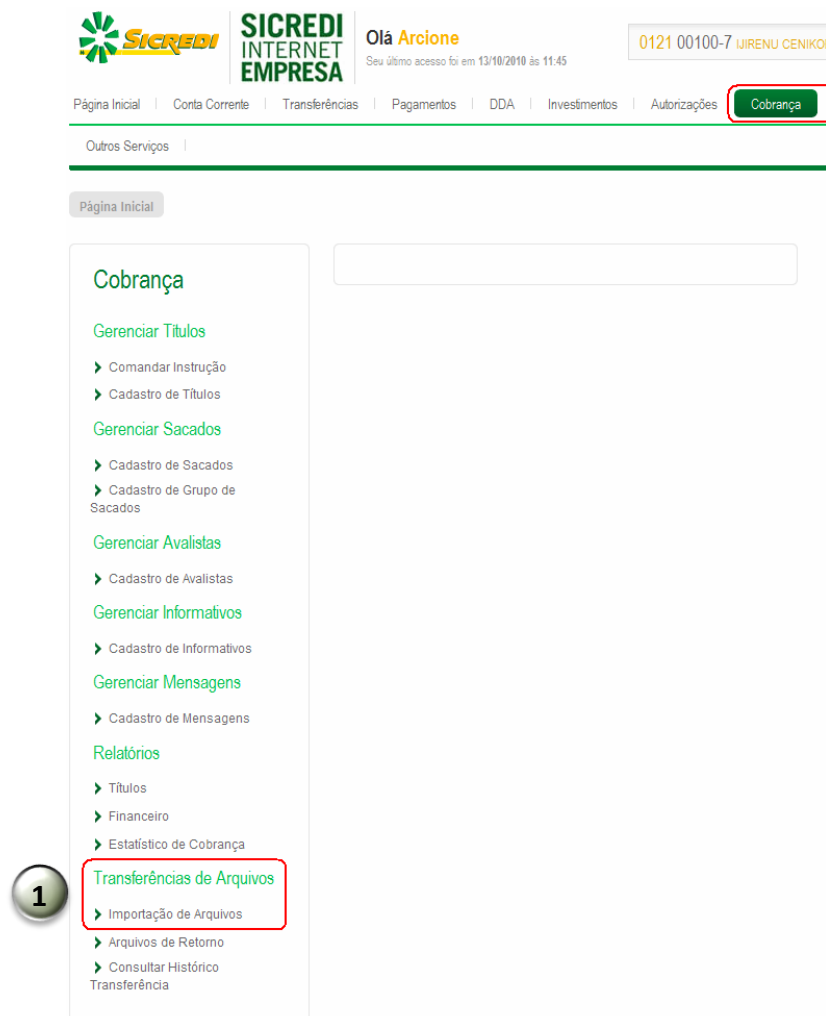 SICREDI
SICREDI
INTERNET
EMPRESA
Olá Arcione
Seu último acesso foi em 13/10/2010 às 11:45
0121 00100-7 IJIRENU CENIKO
Página Inicial
Conta Corrente
Transferências
Pagamentos
DDA
Investimentos
Autorizações
Cobrança
Outros Serviços
Página Inicial
Cobrança
Gerenciar Títulos
Comandar Instrução
Cadastro de Títulos
Gerenciar Sacados
Cadastro de Sacados
Cadastro de Grupo de
Sacados
Gerenciar Avalistas
Cadastro de Avalistas
Gerenciar Informativos
Cadastro de Informativos
Gerenciar Mensagens
Cadastro de Mensagens
Relatórios
Títulos
Financeiro
Estatístico de Cobrança
1
Transferências de Arquivos
Importação de Arquivos
Arquivos de Retorno
Consultar Histórico
Transferência